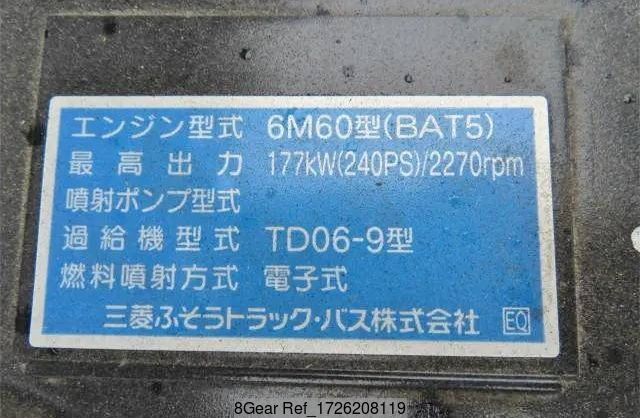 エンジン型式 6M60型(BAT5)
最高出力 177kW(240PS)/2270rpm
噴射ポンプ型式
過給機型式 TD06-9型
燃料噴射方式 電子式
三菱ふそうトラック・バス株式会社 EQ
8Gear Ref_1726208119